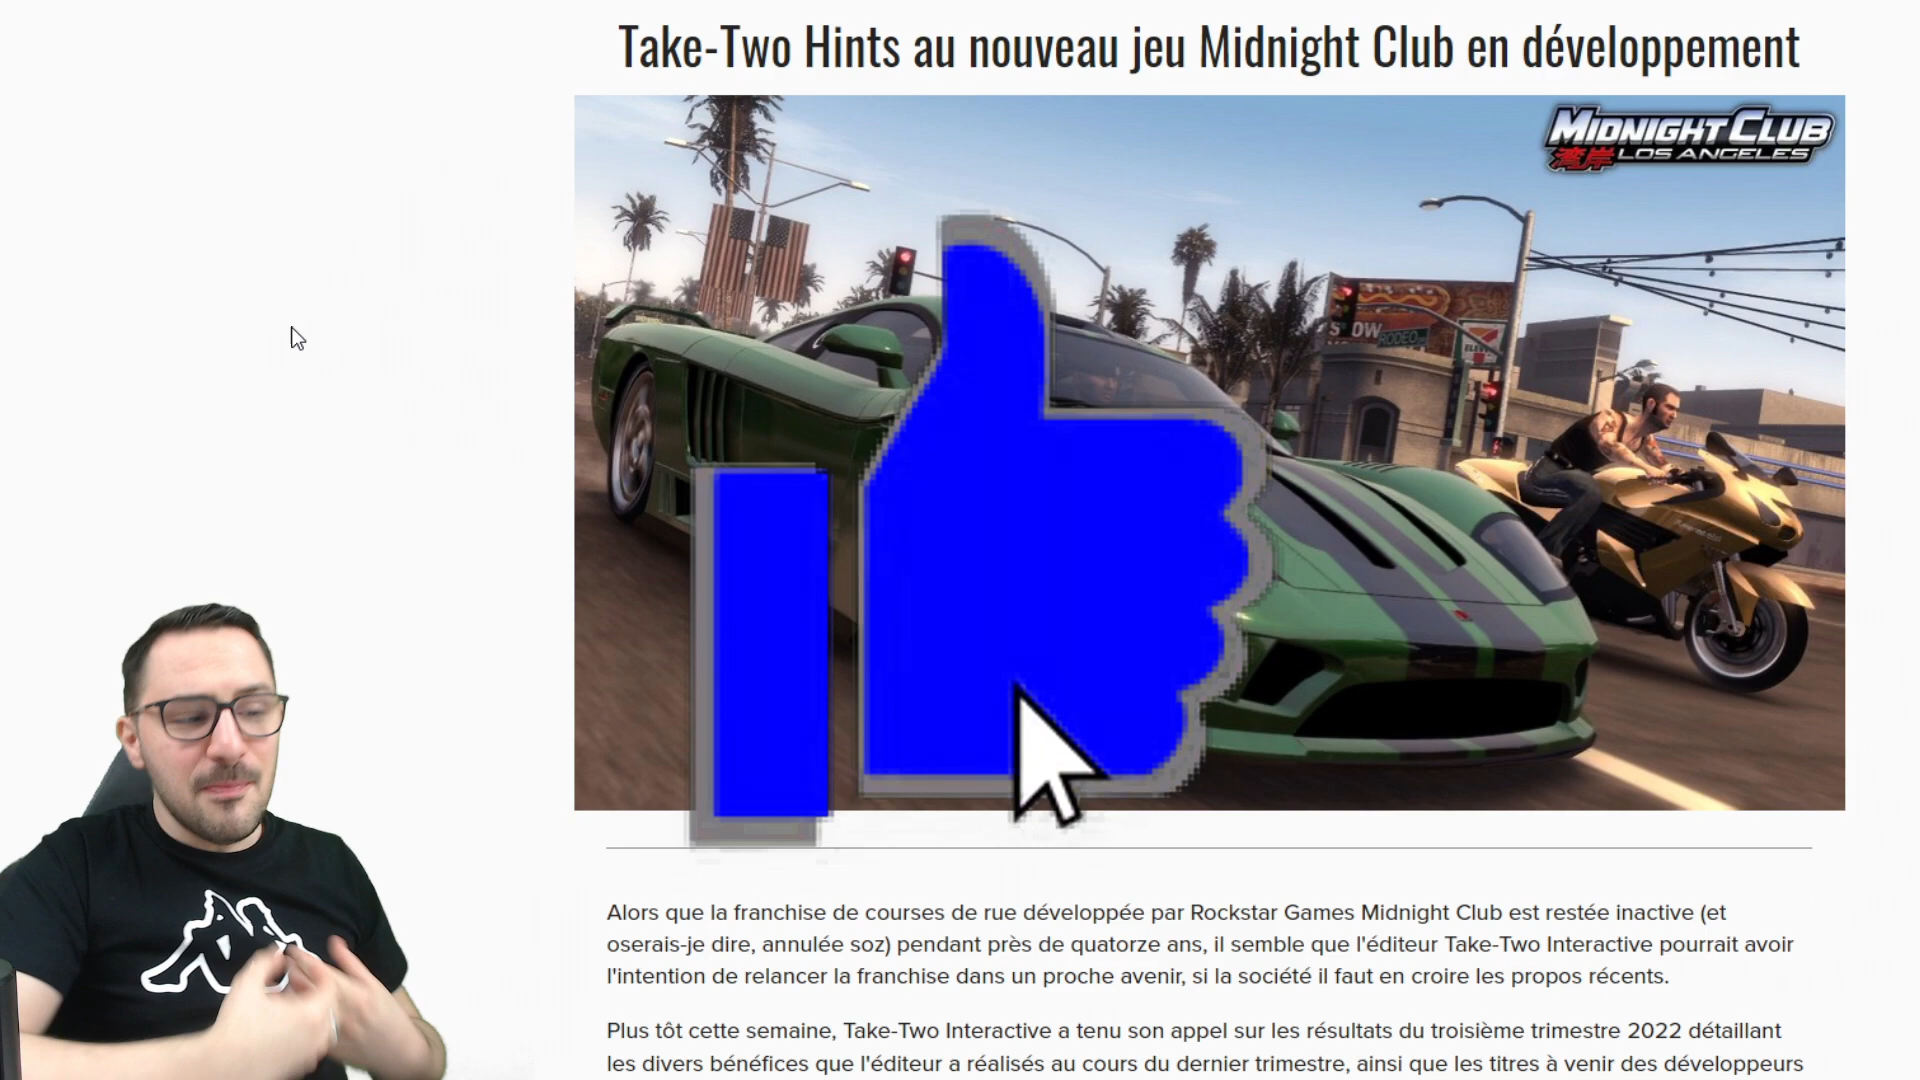 Take-Two Hints au nouveau jeu Midnight Club en développement
MIDNIGHT CLUB
湾岸 LOS ANGELES
RODEO
Alors que la franchise de courses de rue développée par Rockstar Games Midnight Club est restée inactive (et
oserais-je dire, annulée soz) pendant près de quatorze ans, il semble que l'éditeur Take-Two Interactive pourrait avoir
l'intention de relancer la franchise dans un proche avenir, si la société il faut en croire les propos récents.
Plus tôt cette semaine, Take-Two Interactive a tenu son appel sur les résultats du troisième trimestre 2022 détaillant
les divers bénéfices que l'éditeur a réalisés au cours du dernier trimestre, ainsi que les titres à venir des développeurs